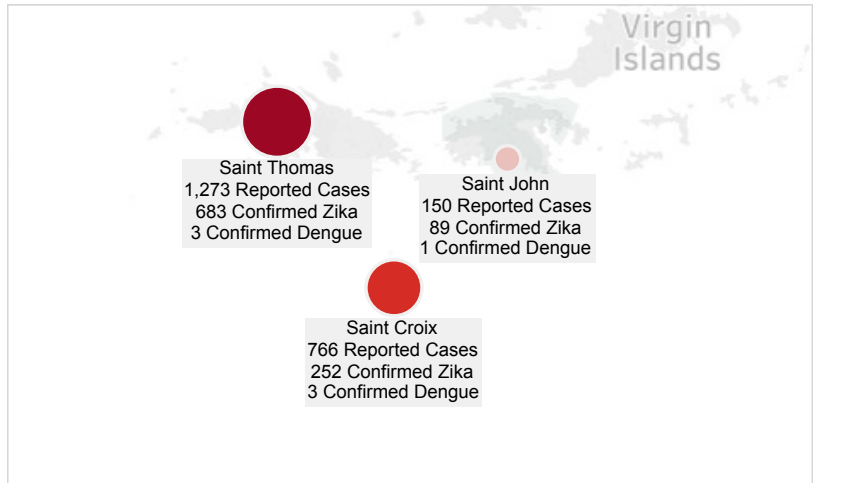 Virgin
Islands
Saint Thomas
1,273 Reported Cases
683 Confirmed Zika
3 Confirmed Dengue
Saint John
150 Reported Cases
89 Confirmed Zika
1 Confirmed Dengue
Saint Croix
766 Reported Cases
252 Confirmed Zika
3 Confirmed Dengue